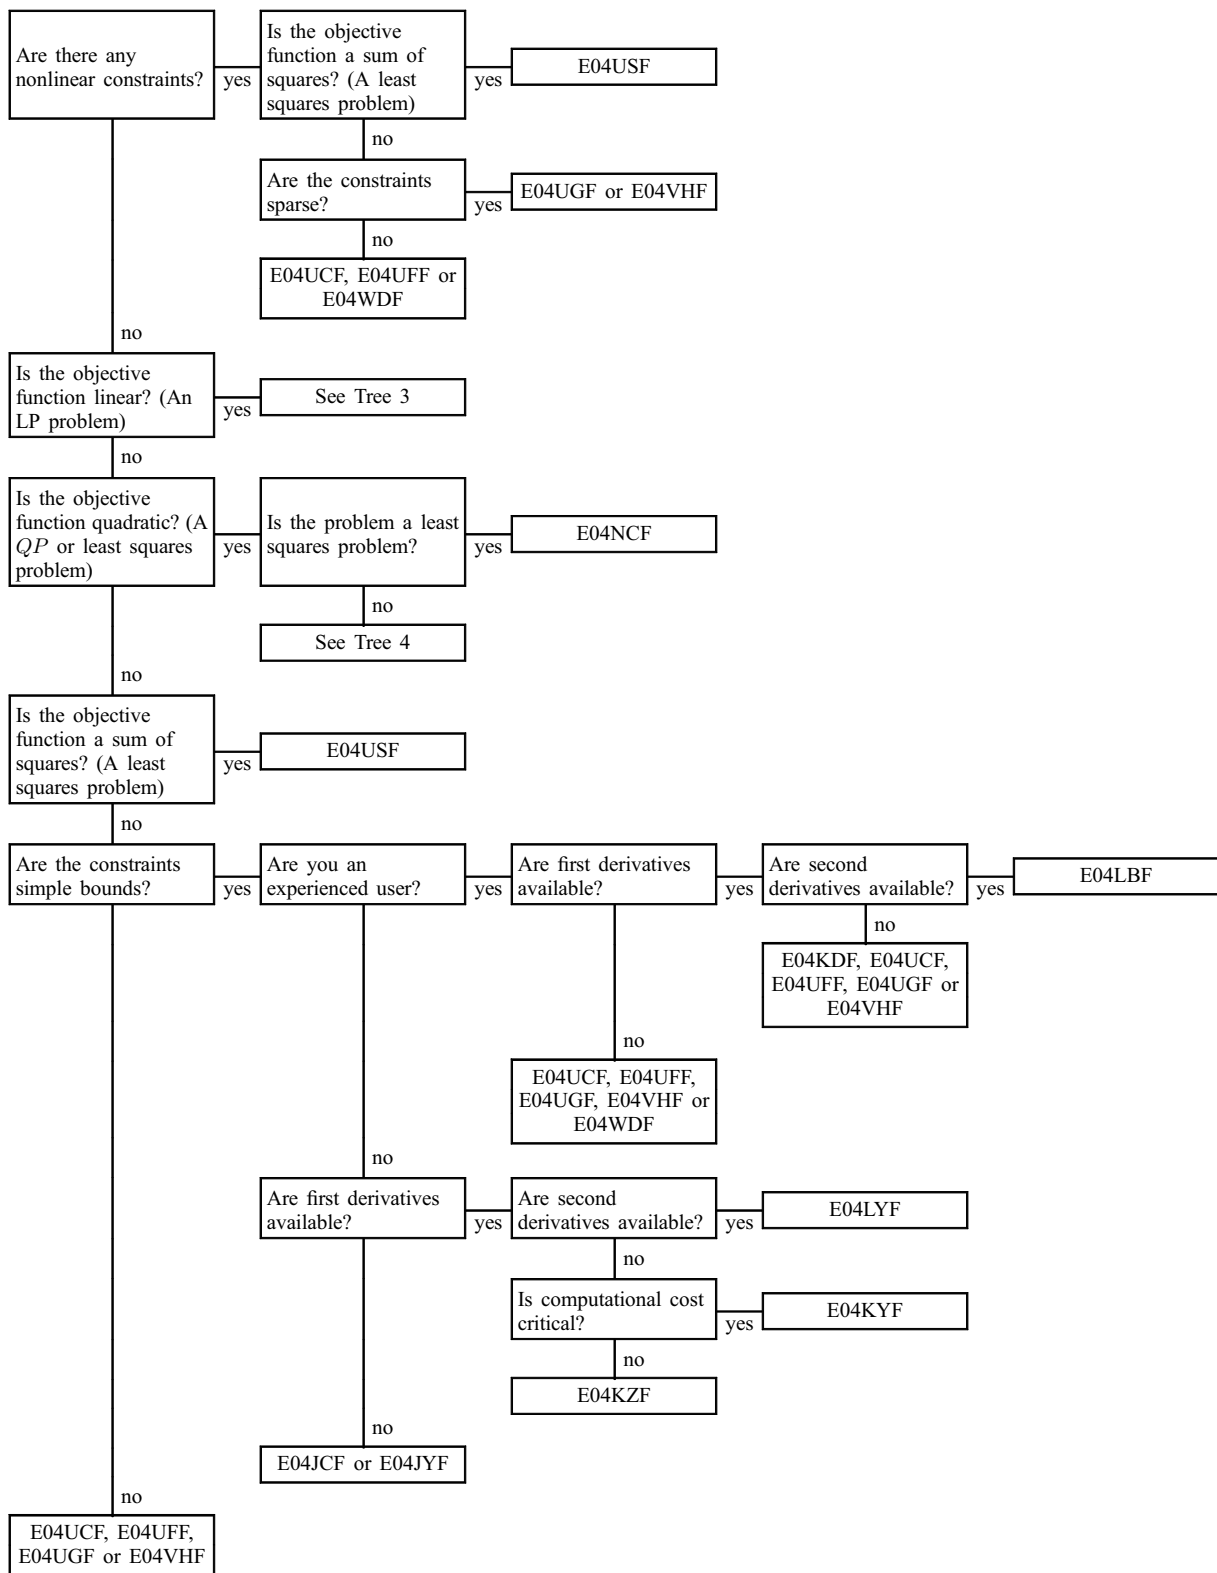 Are there any
nonlinear constraints?
yes
Is the objective
function a sum of
squares? (A least
squares problem)
yes
E04USF
no
Are the constraints
sparse?
yes
E04UGF or E04VHF
no
E04UCF, E04UFF or
E04WDF
no
Is the objective
function linear? (An
LP problem)
yes
See Tree 3
no
Is the objective
function quadratic? (A
QP or least squares
problem)
yes
Is the problem a least
squares problem?
yes
E04NCF
no
See Tree 4
no
Is the objective
function a sum of
squares? (A least
squares problem)
yes
E04USF
no
Are the constraints
simple bounds?
yes
Are you an
experienced user?
yes
Are first derivatives
available?
yes
Are second
derivatives available?
yes
E04LBF
no
E04KDF, E04UCF,
E04UFF, E04UGF or
E04VHF
no
E04UCF, E04UFF,
E04UGF, E04VHF or
E04WDF
no
Are first derivatives
available?
yes
Are second
derivatives available?
yes
E04LYF
no
Is computational cost
critical?
yes
E04KYF
no
E04KZF
no
E04JCF or E04JYF
no
E04UCF, E04UFF,
E04UGF or E04VHF